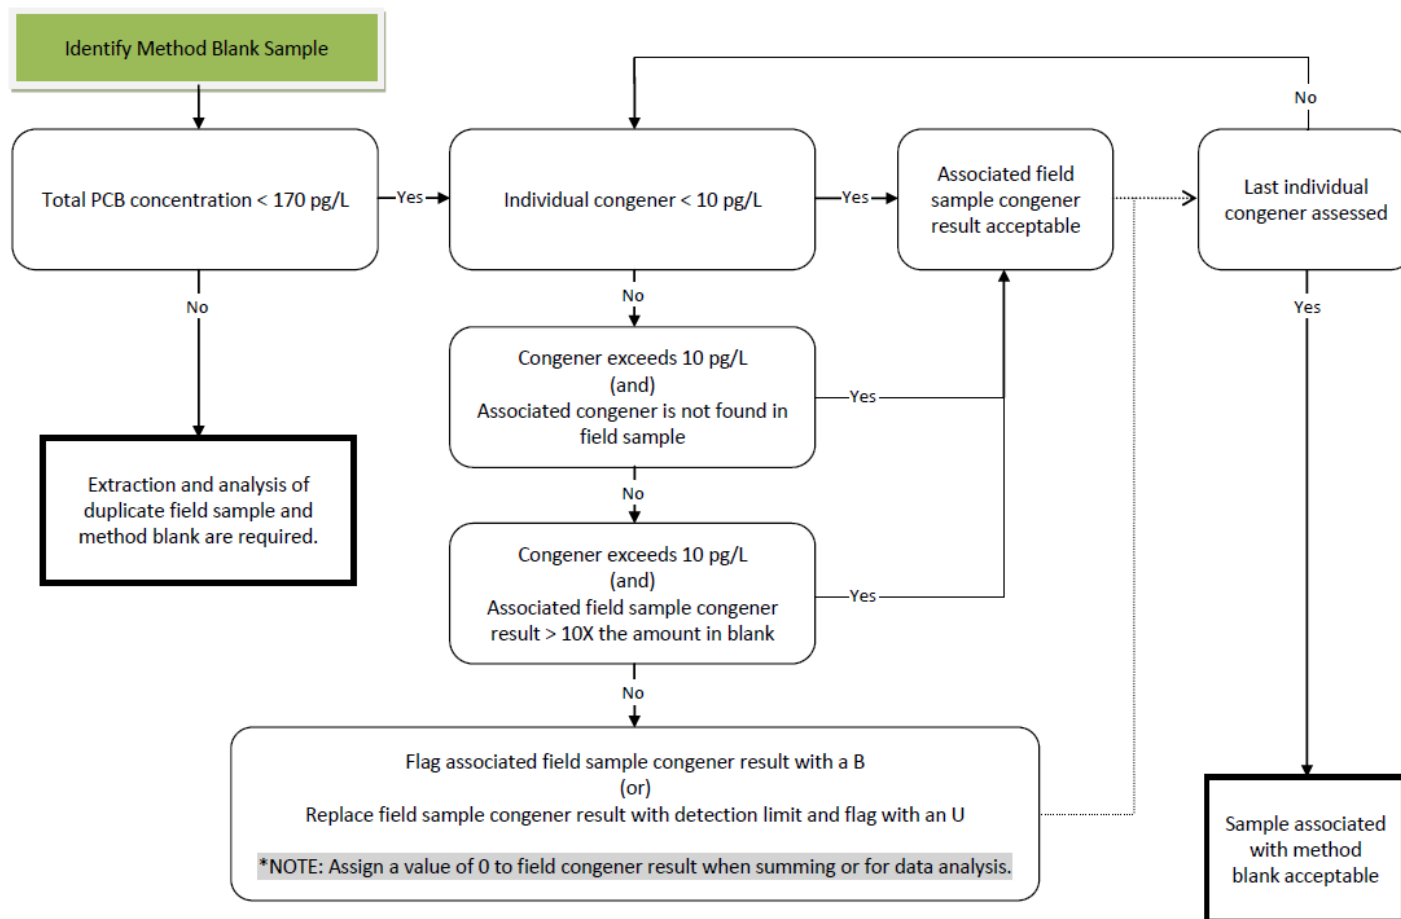 Identify Method Blank Sample
No
Total PCB concentration < 170 pg/L
Yes
Individual congener < 10 pg/L
Yes
Associated field
sample congener
result acceptable
Last individual
congener assessed
No
No
Yes
Congener exceeds 10 pg/L
(and)
Associated congener is not found in
field sample
Yes
Extraction and analysis of
duplicate field sample and
method blank are required.
No
Congener exceeds 10 pg/L
(and)
Associated field sample congener
result > 10X the amount in blank
Yes
No
Flag associated field sample congener result with a B
(or)
Replace field sample congener result with detection limit and flag with an U
*NOTE: Assign a value of 0 to field congener result when summing or for data analysis.
Sample associated
with method
blank acceptable